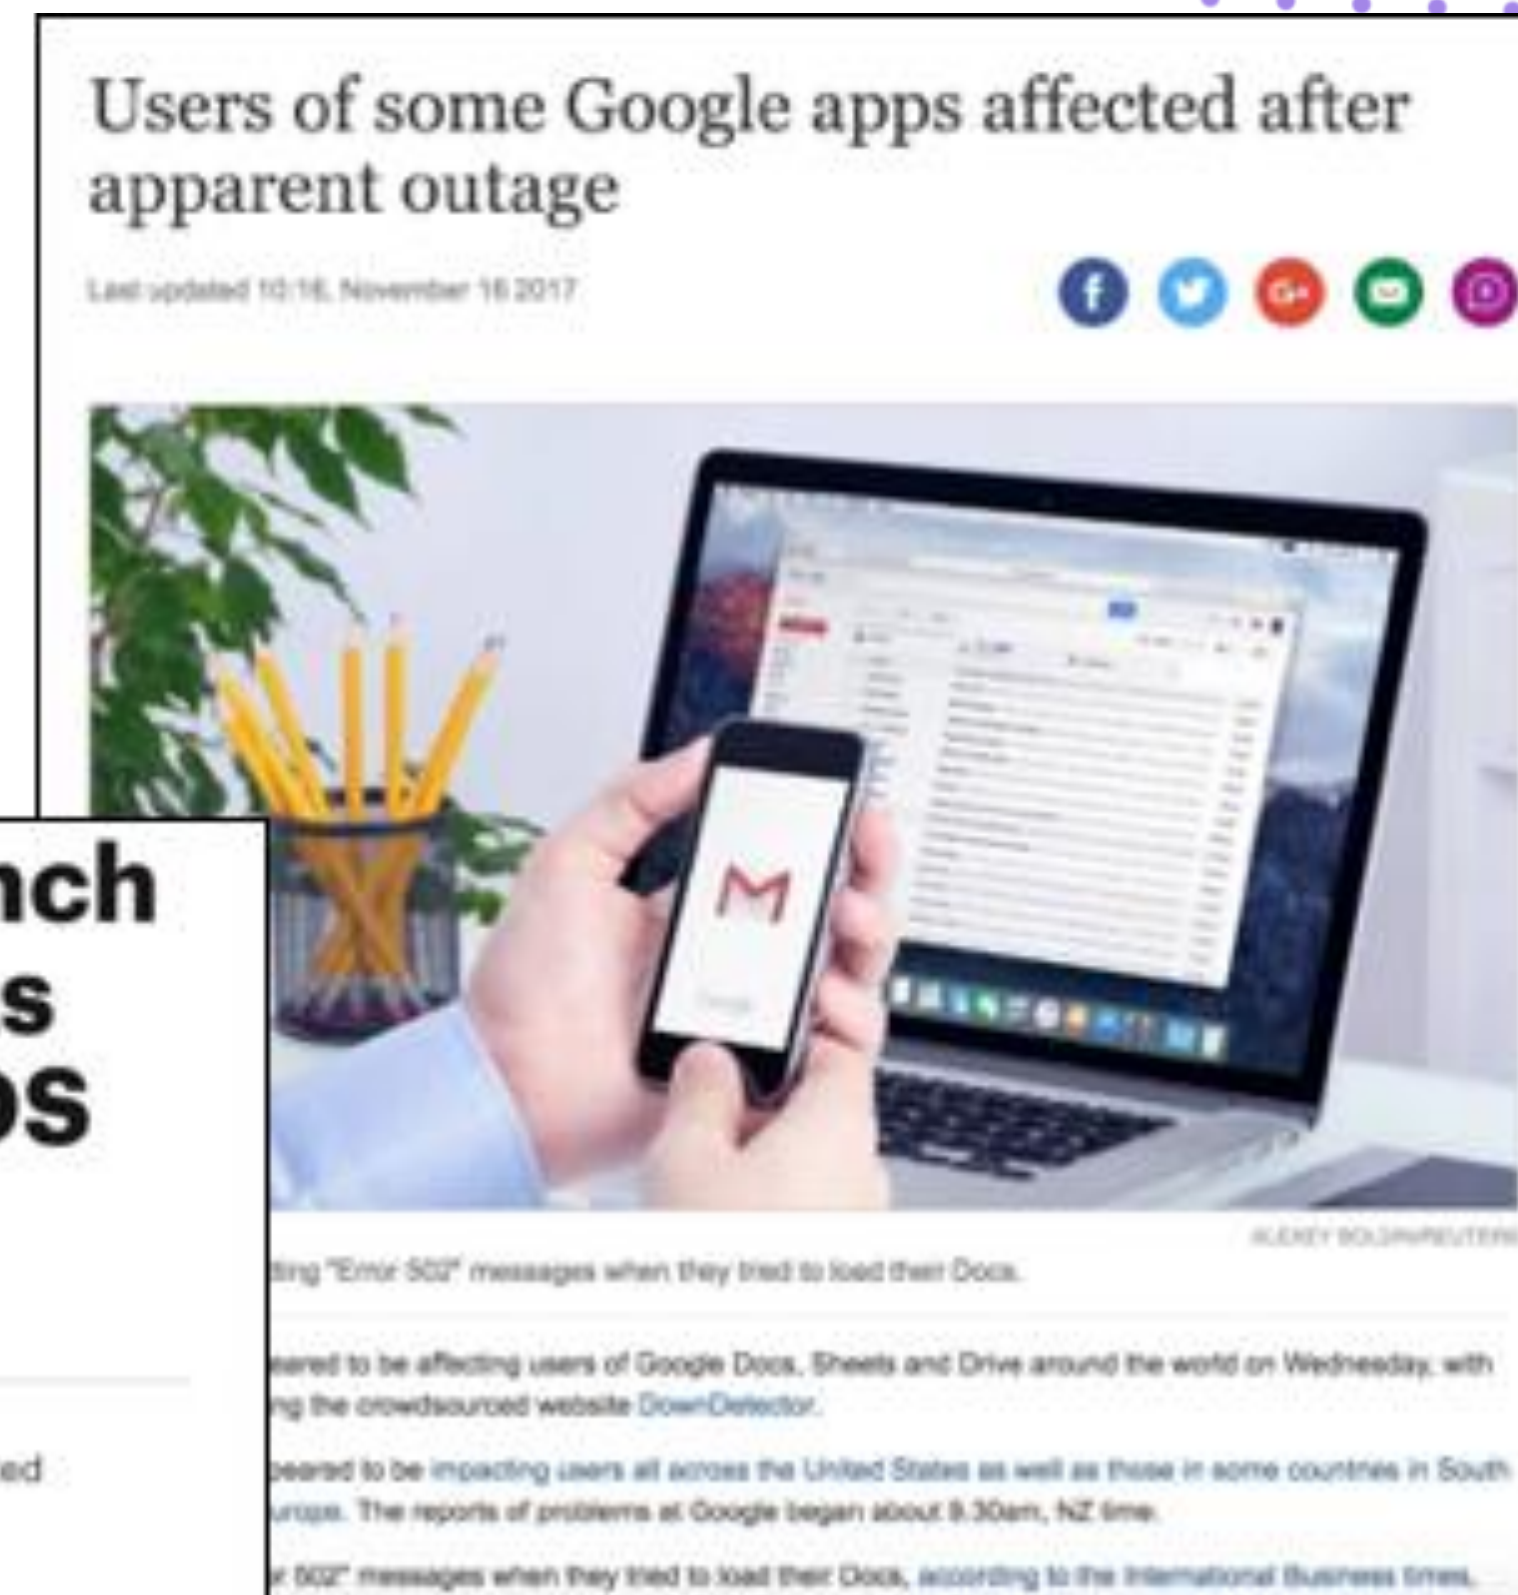 Users of some Google apps affected after
apparent outage
Last updated 10:16, November 16 2017
f
G+
M
ALEXEY BOLDIN/REUTERS
ting "Error 502" messages when they tried to load their Docs.
eared to be affecting users of Google Docs, Sheets and Drive around the world on Wednesday, with
ng the crowdsourced website DownDetector.
peared to be impacting users all across the United States as well as those in some countries in South
urope. The reports of problems at Google began about 9.30am, NZ time.
r 502" messages when they tried to load their Docs, according to the International Business times,
nch
s
os
ed